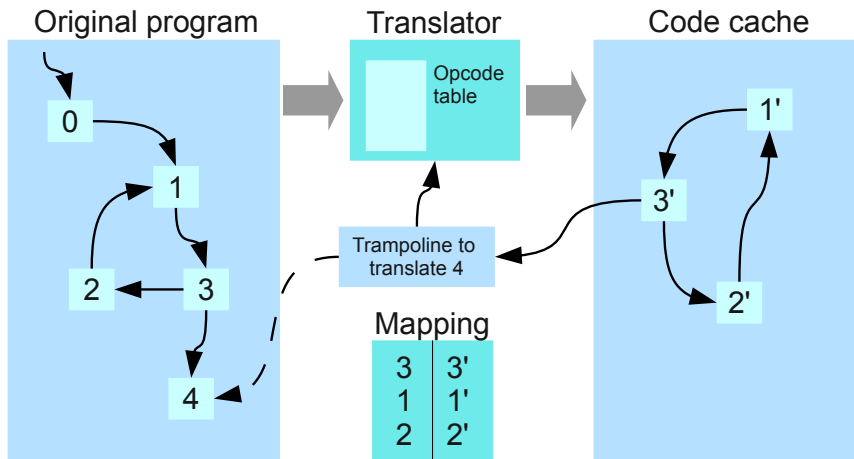 Original program
Translator
Code cache
Opcode
table
0
1
2
3
4
1'
3'
2'
Trampoline to
translate 4
Mapping
3 3'
1 1'
2 2'